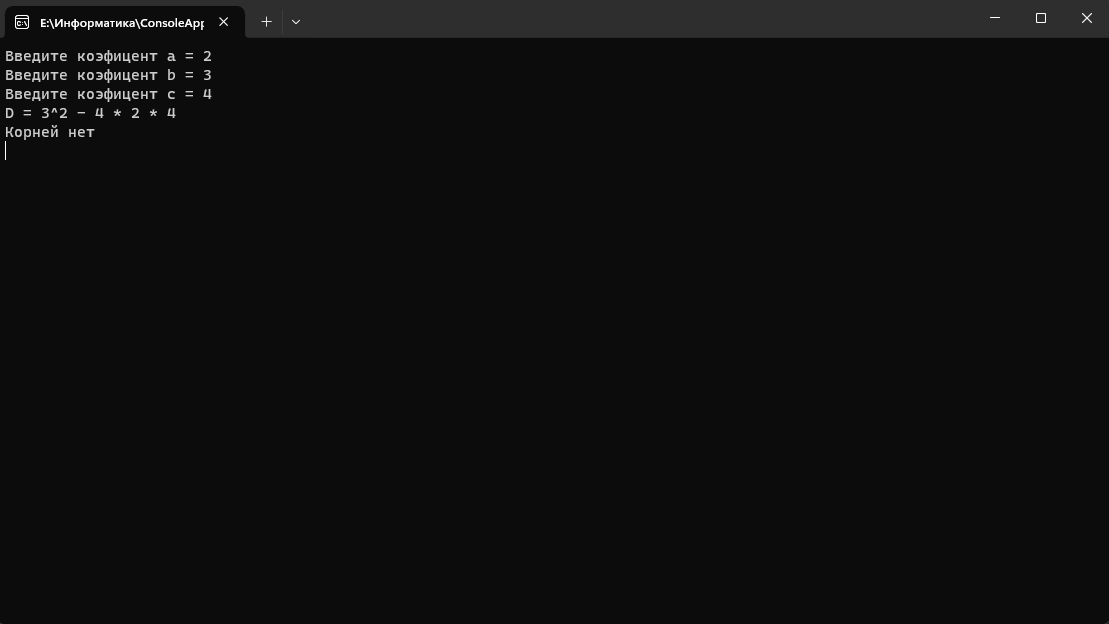 E:\Информатика\ConsoleApp
Введите коэфицент a = 2
Введите коэфицент b = 3
Введите коэфицент c = 4
D = 3^2 - 4 * 2 * 4
Корней нет